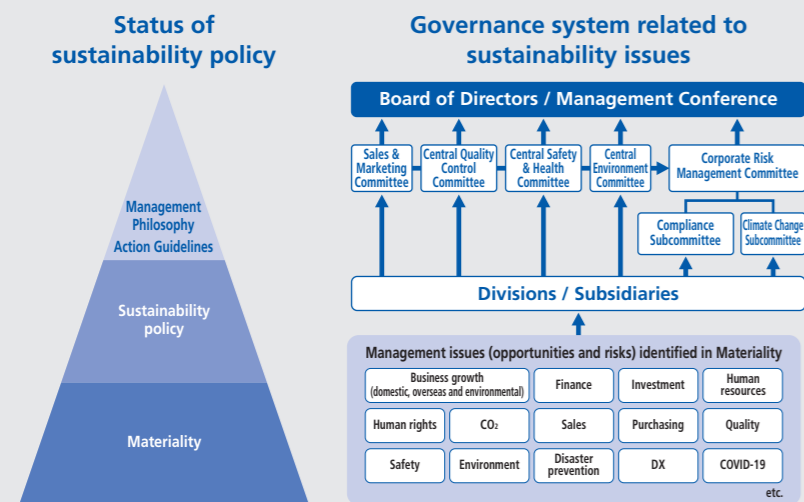 Status of
sustainability policy
Management
Philosophy
Action Guidelines
Sustainability
policy
Materiality
Governance system related to
sustainability issues
Board of Directors / Management Conference
Sales &
Marketing
Committee
Central Quality
Control
Committee
Central Safety
& Health
Committee
Central
Environment
Committee
Corporate Risk
Management Committee
Compliance
Subcommittee
Climate Change
Subcommittee
Divisions / Subsidiaries
Management issues (opportunities and risks) identified in Materiality
Business growth
(domestic, overseas and environmental)
Finance
Investment
Human
resources
Human rights
CO₂
Sales
Purchasing
Quality
Safety
Environment
Disaster
prevention
DX
COVID-19
etc.